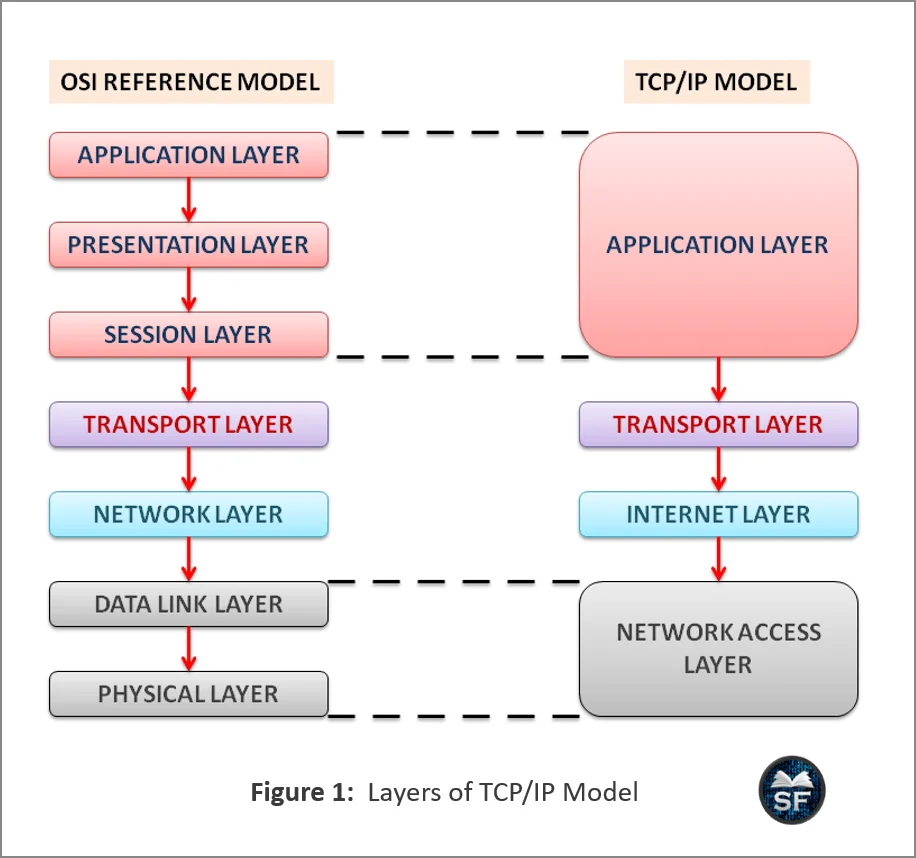 OSI REFERENCE MODEL
TCP/IP MODEL
APPLICATION LAYER
PRESENTATION LAYER
SESSION LAYER
TRANSPORT LAYER
NETWORK LAYER
DATA LINK LAYER
PHYSICAL LAYER
APPLICATION LAYER
TRANSPORT LAYER
INTERNET LAYER
NETWORK ACCESS
LAYER
Figure 1: Layers of TCP/IP Model
SF